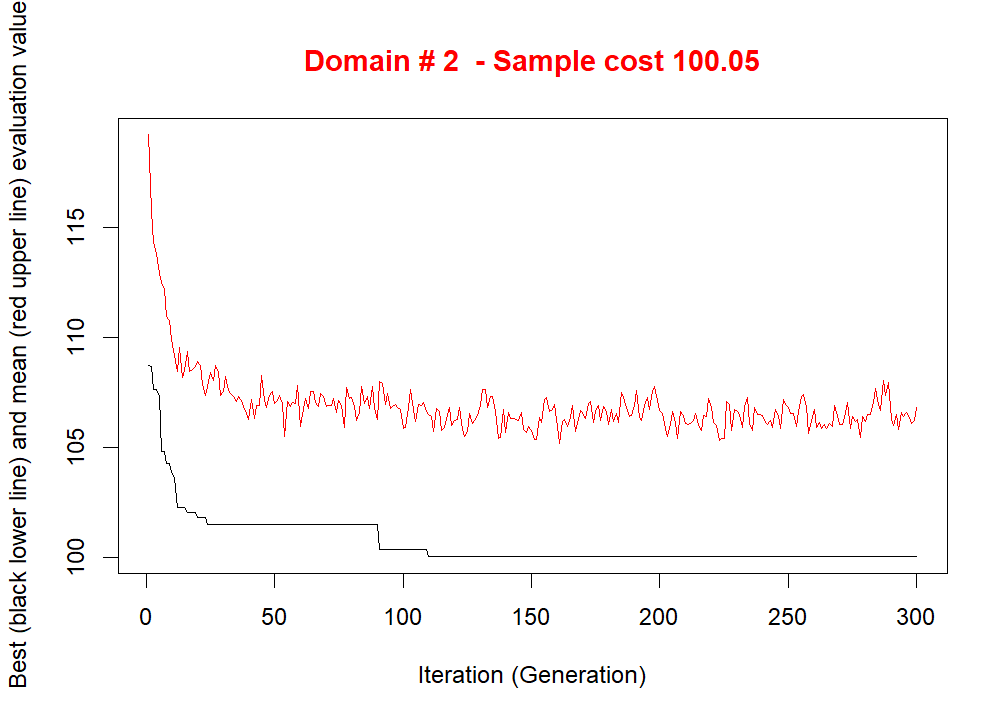 Domain # 2  - Sample cost 100.05
Best (black lower line) and mean (red upper line) evaluation value
115
110
105
100
0 50 100 150 200 250 300
Iteration (Generation)